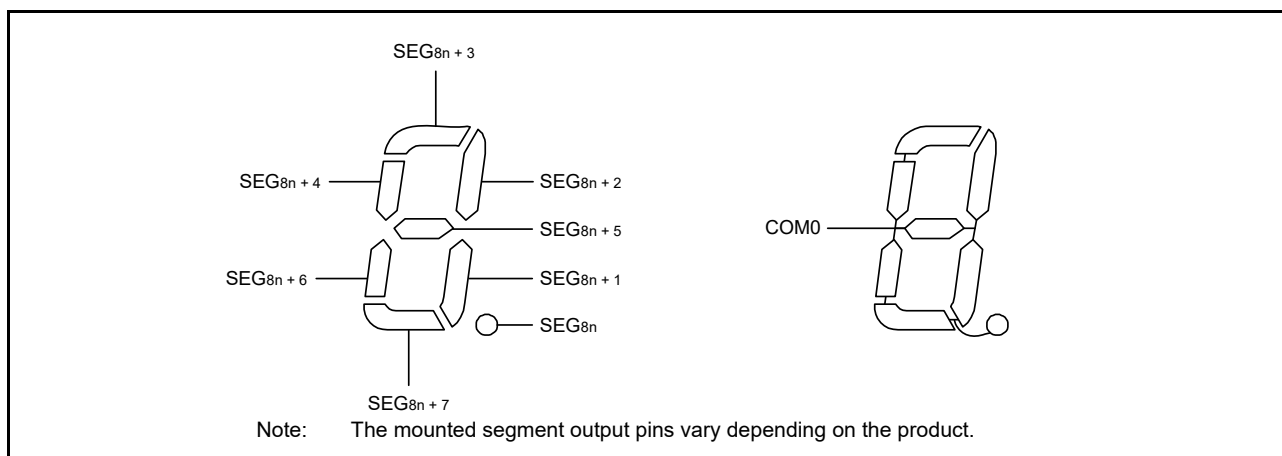 SEG8n + 3
SEG8n + 4
SEG8n + 2
SEG8n + 5
SEG8n + 6
SEG8n + 1
SEG8n
SEG8n + 7
COM0
Note: The mounted segment output pins vary depending on the product.